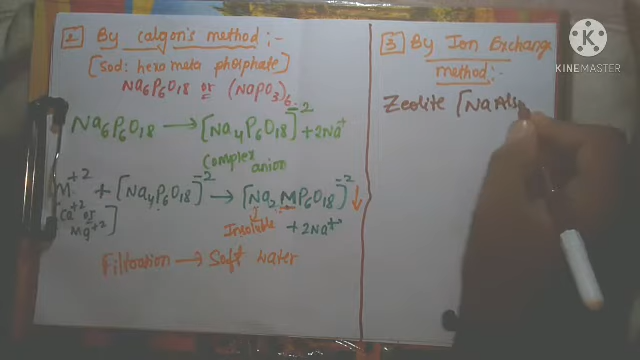 2 By calgon's method :-
[sod: hexa meta phosphate]
Na6P6O18 or (NaPO3)6
Na6P6O18 → [Na4P6O18]-2 + 2Na+
complex anion
M+2 + [Na4P6O18]-2 → [Na2MP6O18]-2 ↓
[Ca+2 or Mg+2]
Insoluble + 2Na+
Filtration → Soft water
3 By Ion Exchange
method :-
Zeolite [NaAls
KINEMASTER